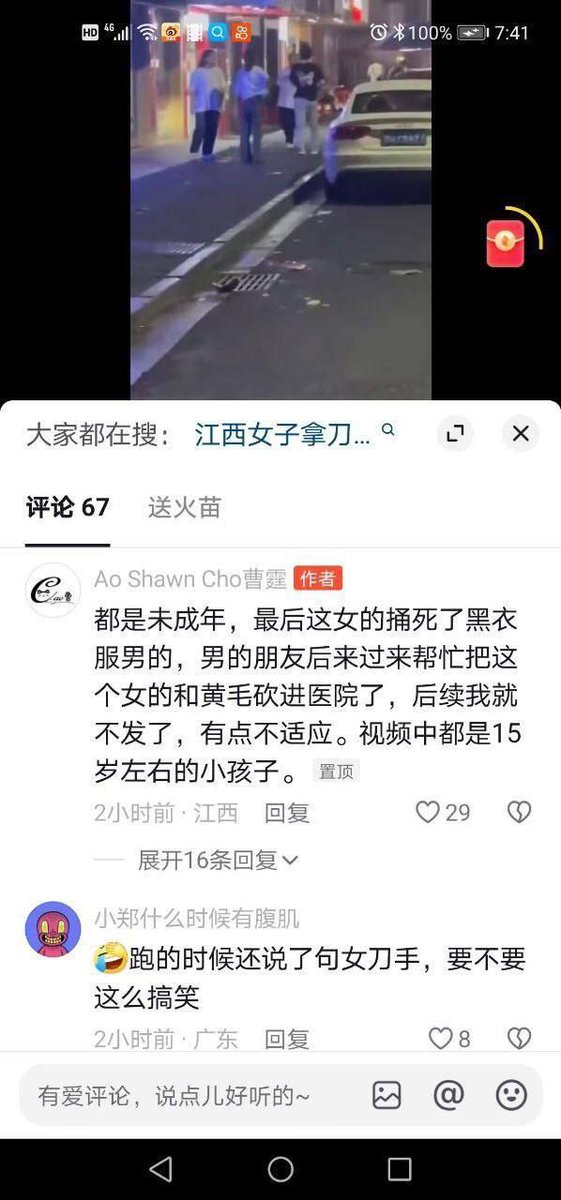 HD 4G 100% 7:41
大家都在搜： 江西女子拿刀...
评论 67 送火苗
Ao Shawn Cho曹霆 作者
都是未成年，最后这女的捅死了黑衣
服男的，男的朋友后来过来帮忙把这
个女的和黄毛砍进医院了，后续我就
不发了，有点不适应。视频中都是15
岁左右的小孩子。 置顶
2小时前 · 江西 回复 29
展开16条回复
小郑什么时候有腹肌
🤣跑的时候还说了句女刀手，要不要
这么搞笑
2小时前 · 广东 回复 8
有爱评论，说点儿好听的~